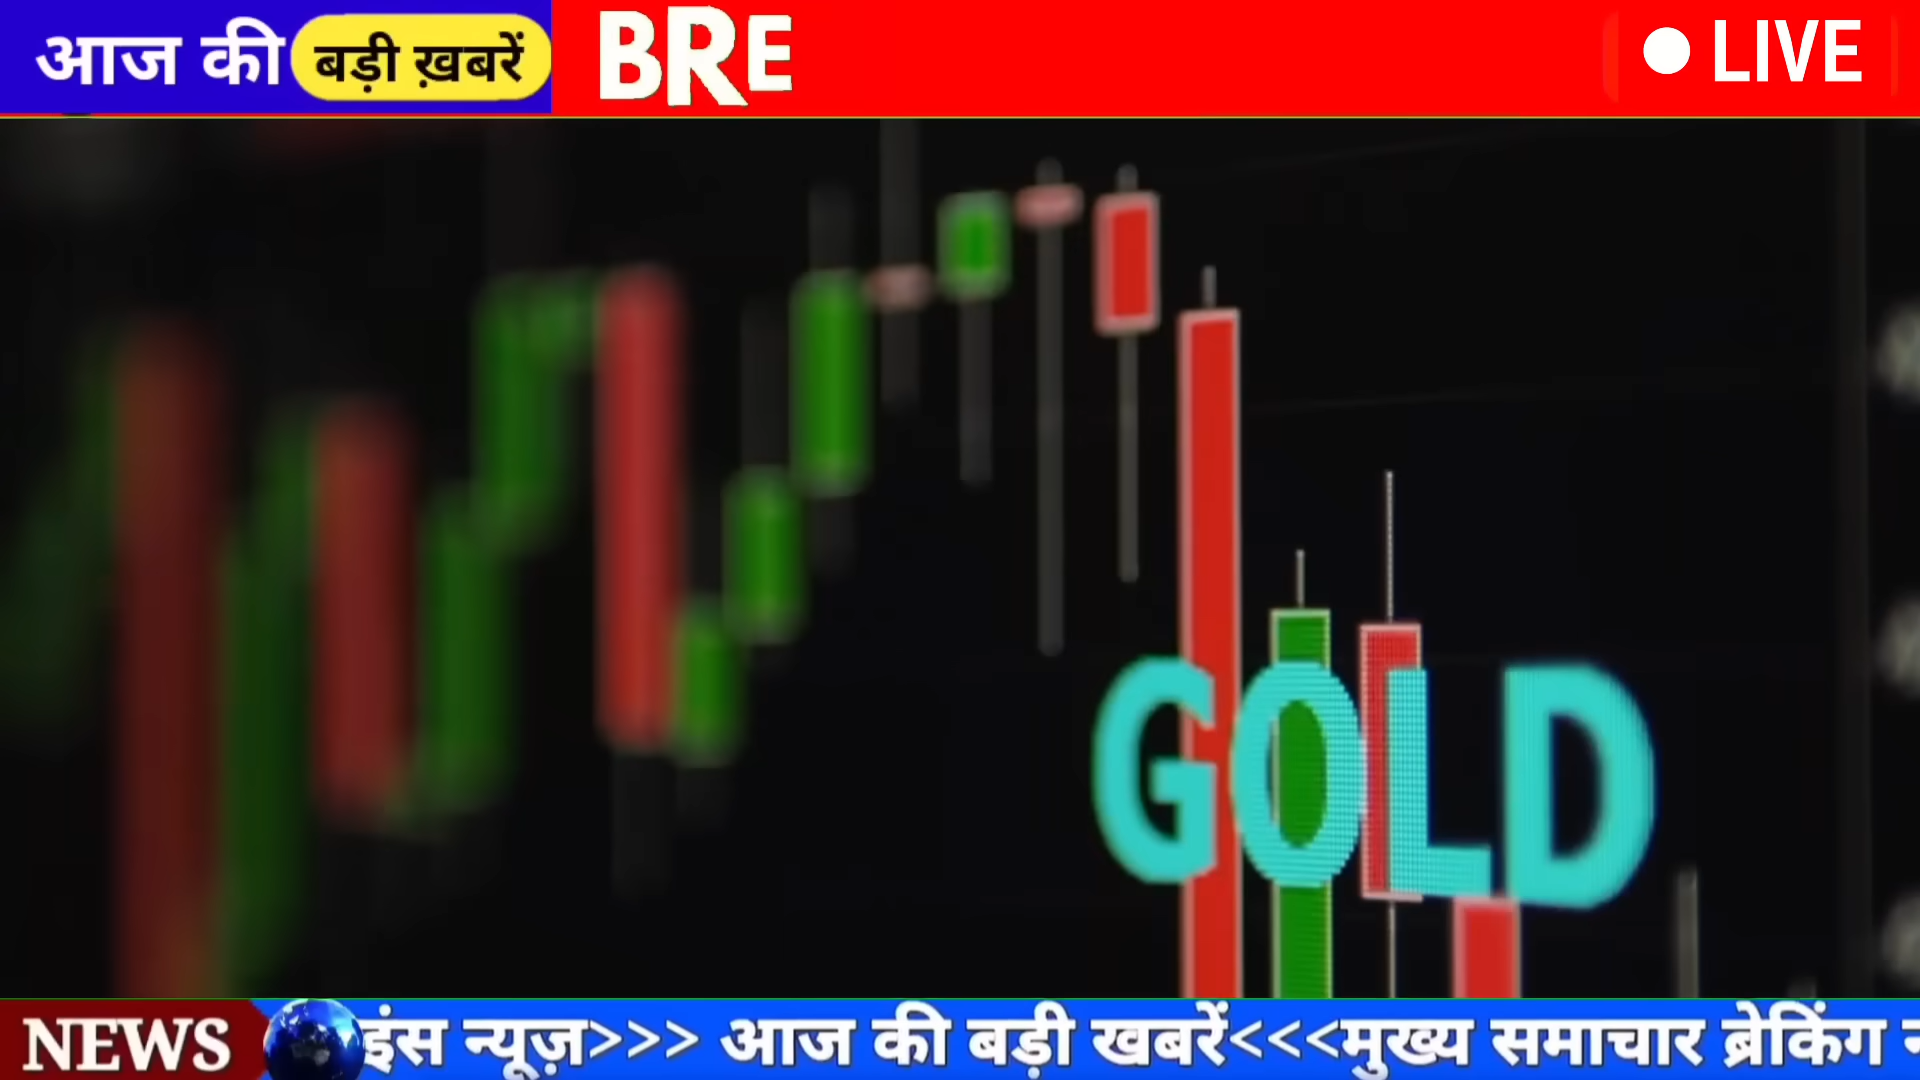 आज की बड़ी ख़बरें BRE LIVE
GOLD
NEWS इंस न्यूज़>>> आज की बड़ी खबरें<<<मुख्य समाचार ब्रेकिंग